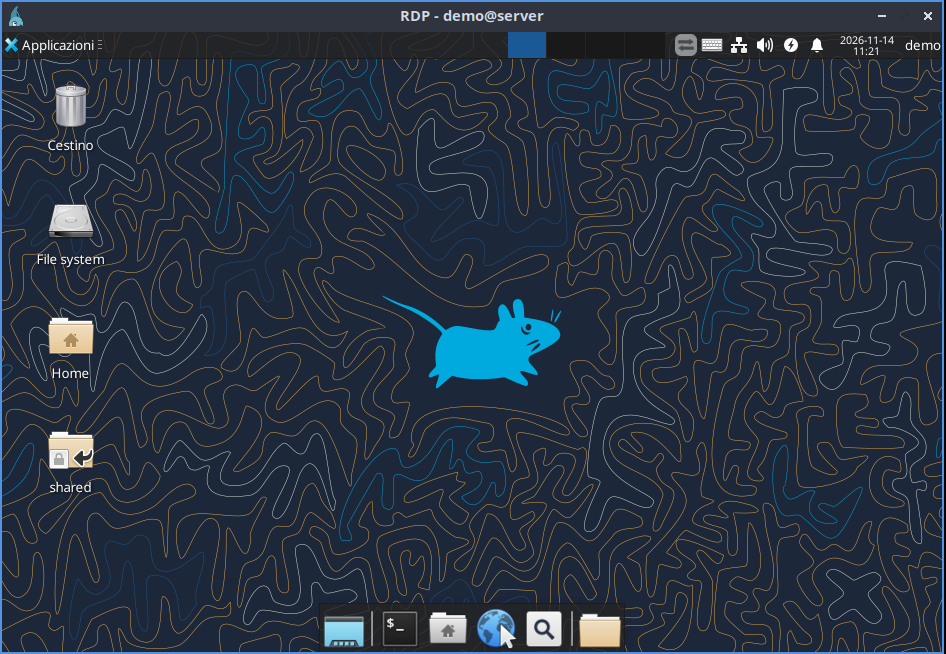 RDP - demo@server
Applicazioni
2026-11-14
11:21
demo
Cestino
File system
Home
shared
$_